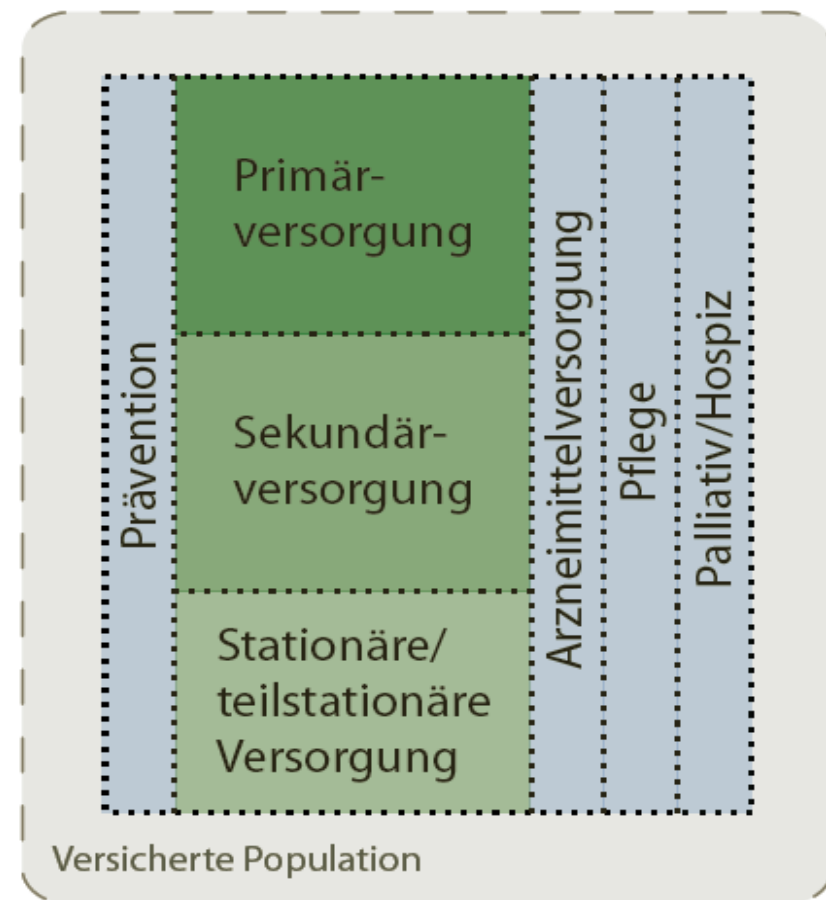 Prävention
Primär-
versorgung
Sekundär-
versorgung
Stationäre/
teilstationäre
Versorgung
Arzneimittelversorgung
Pflege
Palliativ/Hospiz
Versicherte Population